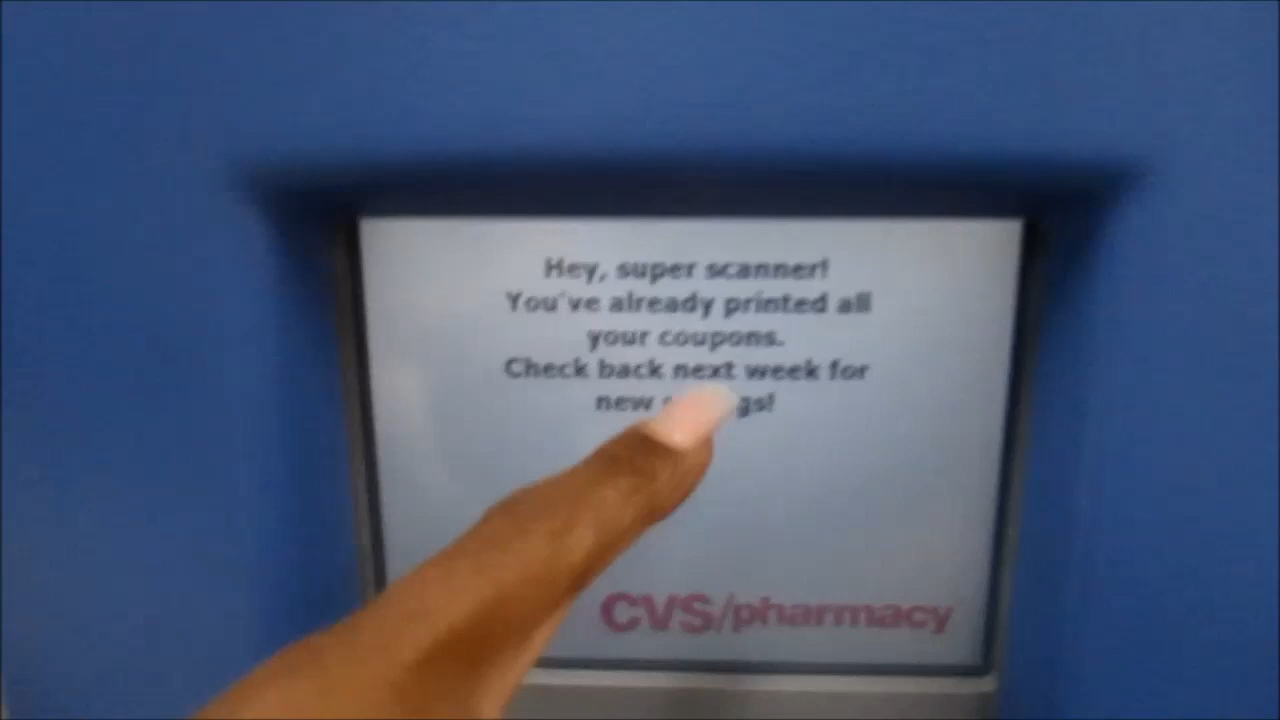 Hey, super scanner!
You've already printed all
your coupons.
Check back next week for
new
CVS/pharmacy